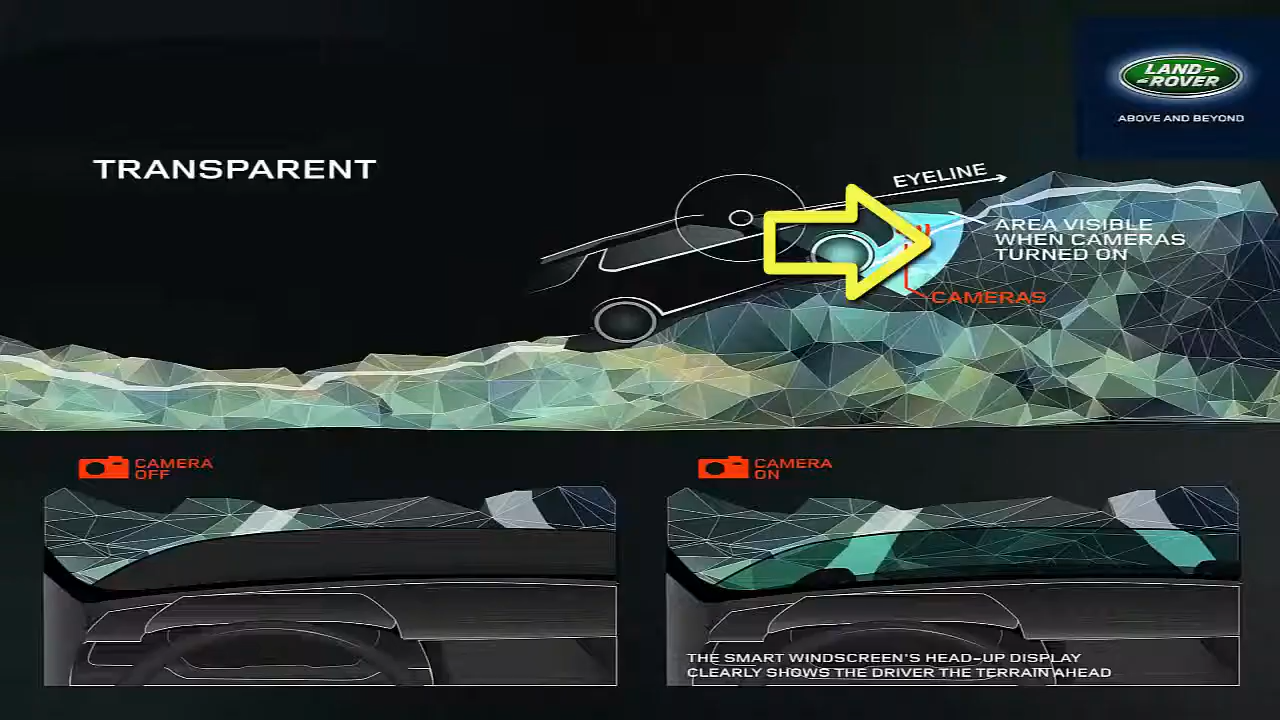 LAND-
-ROVER
ABOVE AND BEYOND
TRANSPARENT
EYELINE
AREA VISIBLE
WHEN CAMERAS
TURNED ON
CAMERAS
CAMERA
OFF
CAMERA
ON
THE SMART WINDSCREEN'S HEAD-UP DISPLAY
CLEARLY SHOWS THE DRIVER THE TERRAIN AHEAD